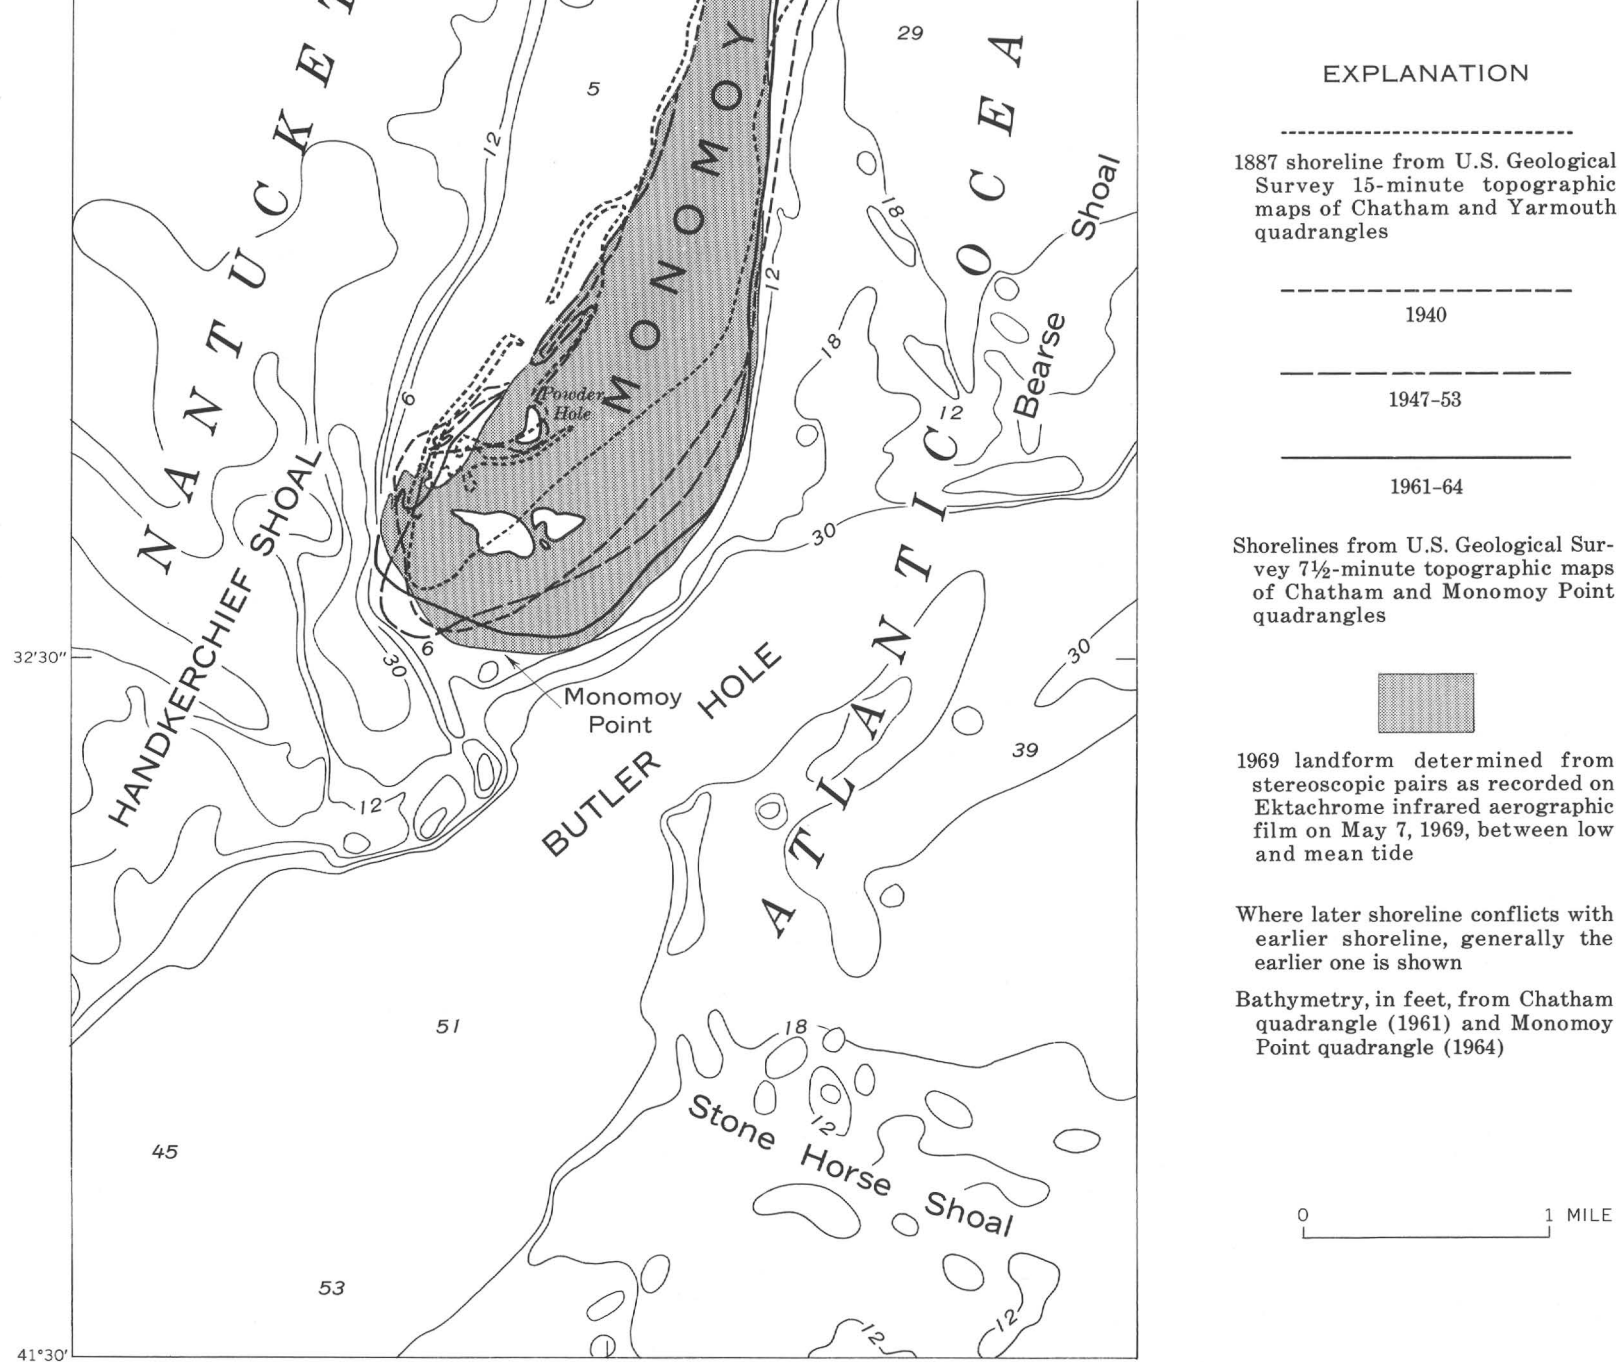 NANTUCKET
MONOMOY
ATLANTIC OCEA
29
5
12
18
Shoal
Bearse
12
18
12
6
Powder
Hole
HANDKERCHIEF SHOAL
30
32'30"
6
30
Monomoy
Point
BUTLER HOLE
30
39
12
51
18
12
Stone Horse Shoal
45
53
12
12
41°30'
EXPLANATION
1887 shoreline from U.S. Geological
Survey 15-minute topographic
maps of Chatham and Yarmouth
quadrangles
1940
1947-53
1961-64
Shorelines from U.S. Geological Sur-
vey 7½-minute topographic maps
of Chatham and Monomoy Point
quadrangles
1969 landform determined from
stereoscopic pairs as recorded on
Ektachrome infrared aerographic
film on May 7, 1969, between low
and mean tide
Where later shoreline conflicts with
earlier shoreline, generally the
earlier one is shown
Bathymetry, in feet, from Chatham
quadrangle (1961) and Monomoy
Point quadrangle (1964)
0 1 MILE